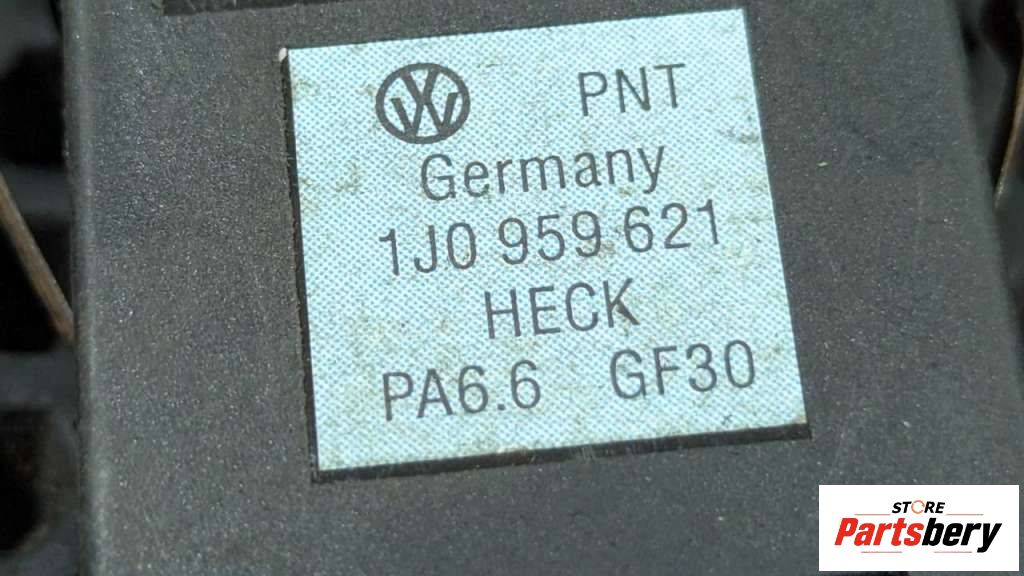 PNT
Germany
1J0 959 621
HECK
PA6.6 GF30
STORE
Partsbery